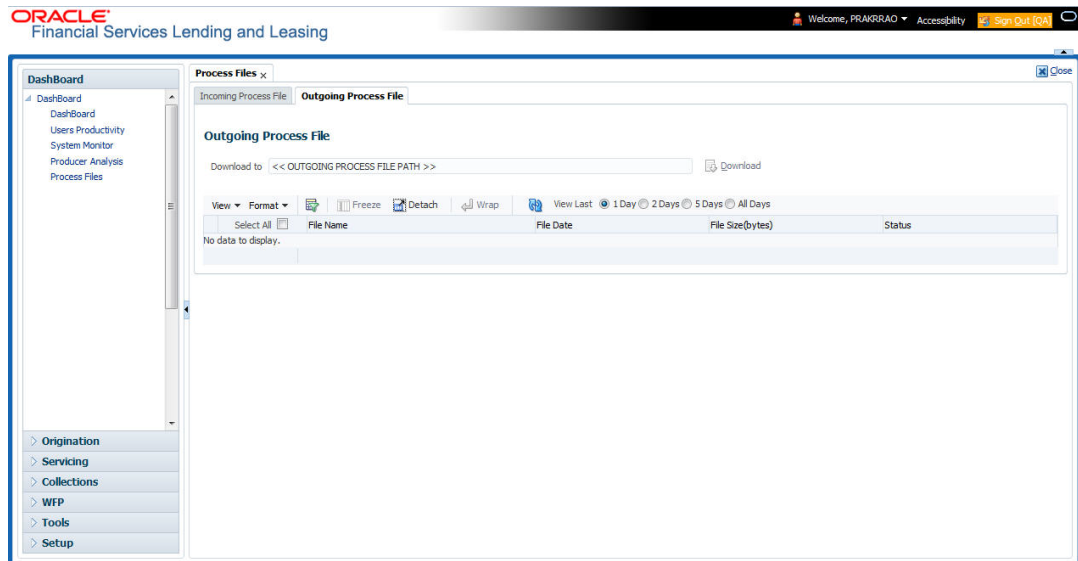 ORACLE®
Financial Services Lending and Leasing
Welcome, PRAKRRAO Accessibility Sign Out [QA]
Close
DashBoard
DashBoard
DashBoard
Users Productivity
System Monitor
Producer Analysis
Process Files
Origination
Servicing
Collections
WFP
Tools
Setup
Process Files x
Incoming Process File Outgoing Process File
Outgoing Process File
Download to << OUTGOING PROCESS FILE PATH >> Download
View Format Freeze Detach Wrap View Last 1 Day 2 Days 5 Days All Days
Select All File Name File Date File Size(bytes) Status
No data to display.